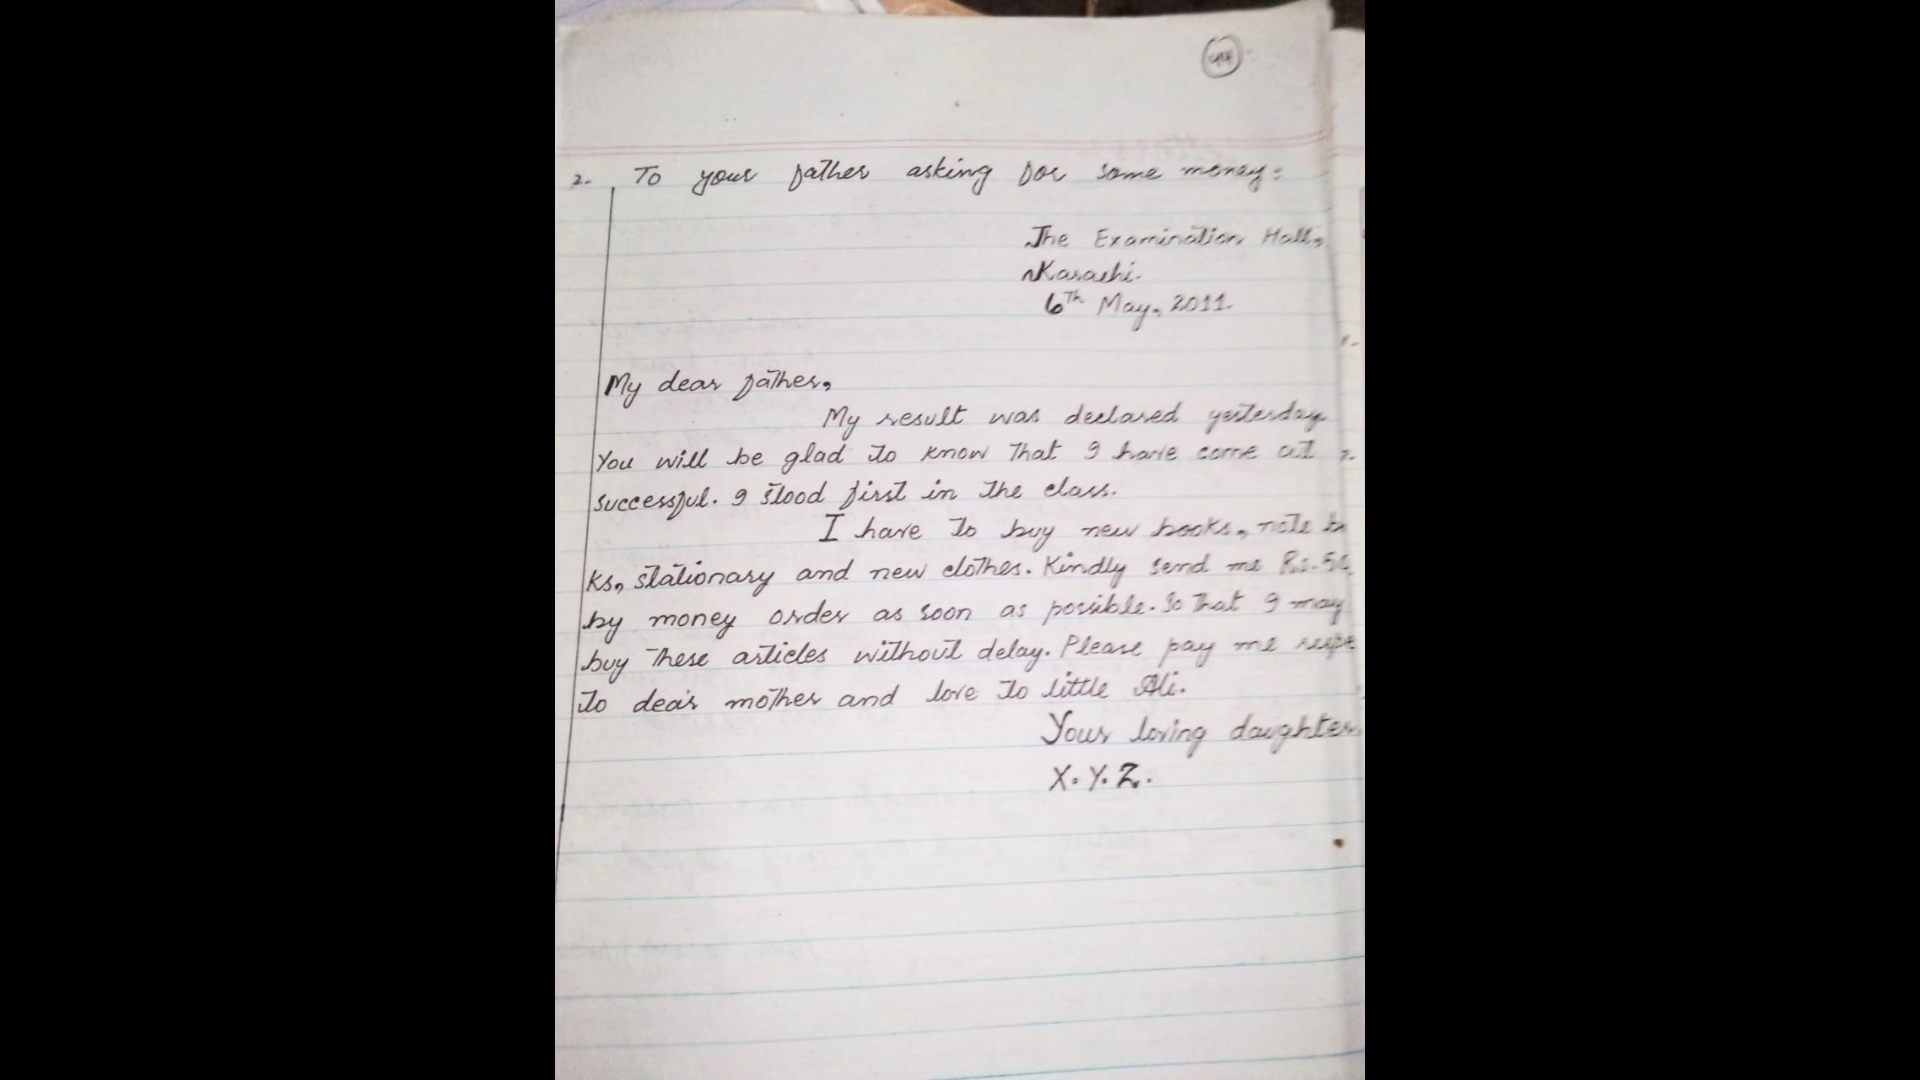 44
2. To your father asking for some money:
The Examination Hall,
Karachi.
6th May, 2011.
My dear father,
My result was declared yesterday.
You will be glad to know that I have come out
successful. I stood first in the class.
I have to buy new books, note b
ks, stationary and new clothes. Kindly send me Rs.
by money order as soon as possible. So that I may
buy these articles without delay. Please pay me respe
to dear mother and love to little Ali.
Your loving daughter
X.Y.Z.